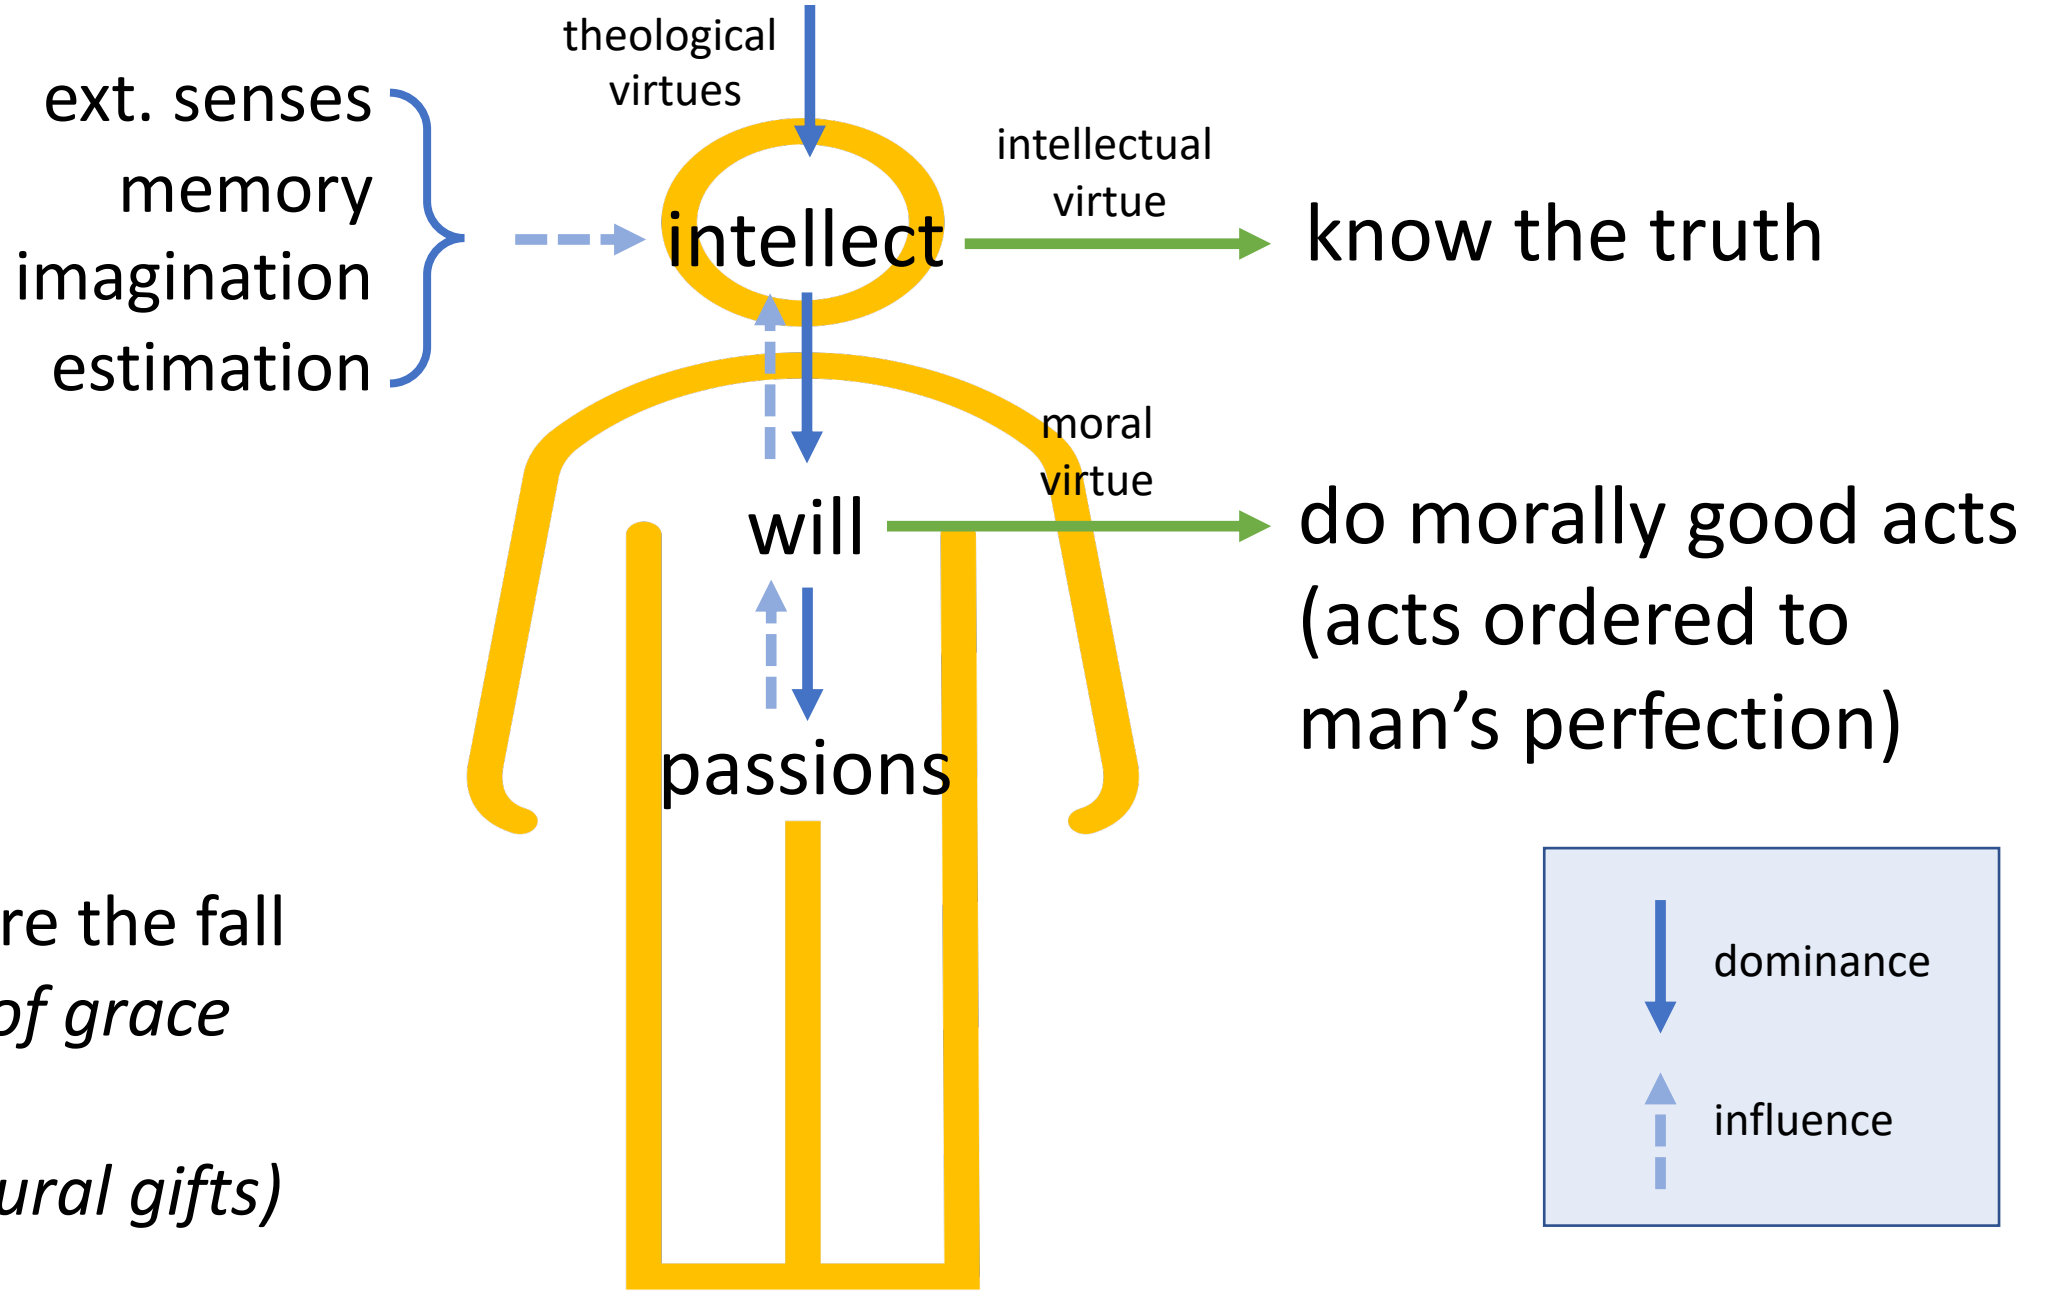 theological
virtues
ext. senses
memory
imagination
estimation
intellectual
virtue
intellect
know the truth
moral
virtue
will
do morally good acts
(acts ordered to
man’s perfection)
passions
re the fall
of grace
ural gifts)
dominance
influence